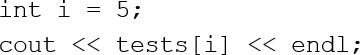 int i = 5;
cout << tests[i] << endl;